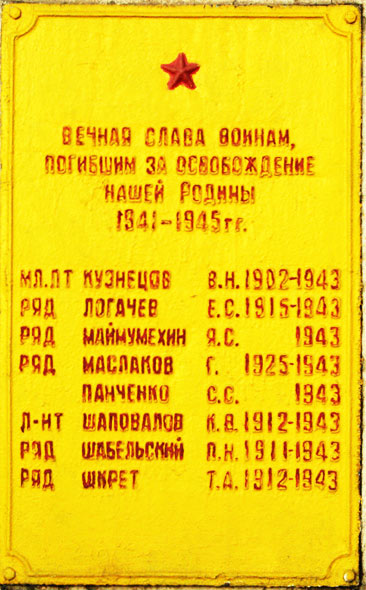 ВЕЧНАЯ СЛАВА ВОИНАМ,
ПОГИБШИМ ЗА ОСВОБОЖДЕНИЕ
НАШЕЙ РОДИНЫ
1941-1945гг.
МЛ.ЛТ КУЗНЕЦОВ В.Н. 1902-1943
РЯД ЛОГАЧЕВ Е.С. 1915-1943
РЯД МАЙМУМЕХИН Я.С. 1943
РЯД МАСЛАКОВ Г. 1925-1943
ПАНЧЕНКО С.С. 1943
Л-НТ ШАПОВАЛОВ К.В. 1912-1943
РЯД ШАБЕЛЬСКИЙ П.Н. 1911-1943
РЯД ШКРЕТ Т.А. 1912-1943